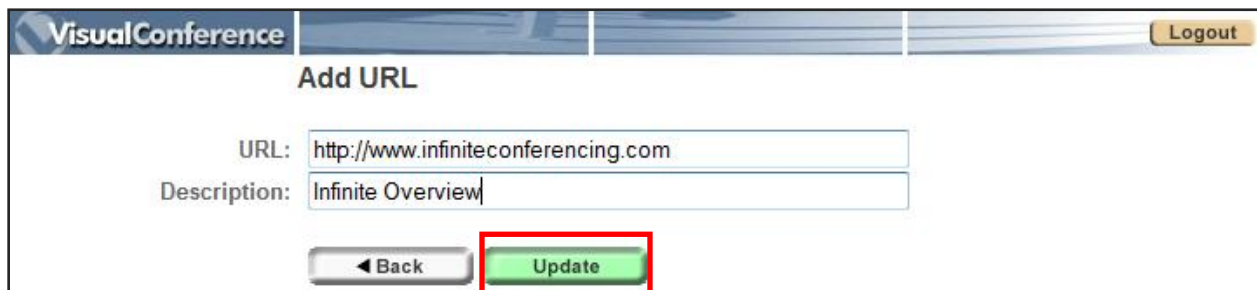 VisualConference
Logout
Add URL
URL: http://www.infiniteconferencing.com
Description: Infinite Overview
Back Update